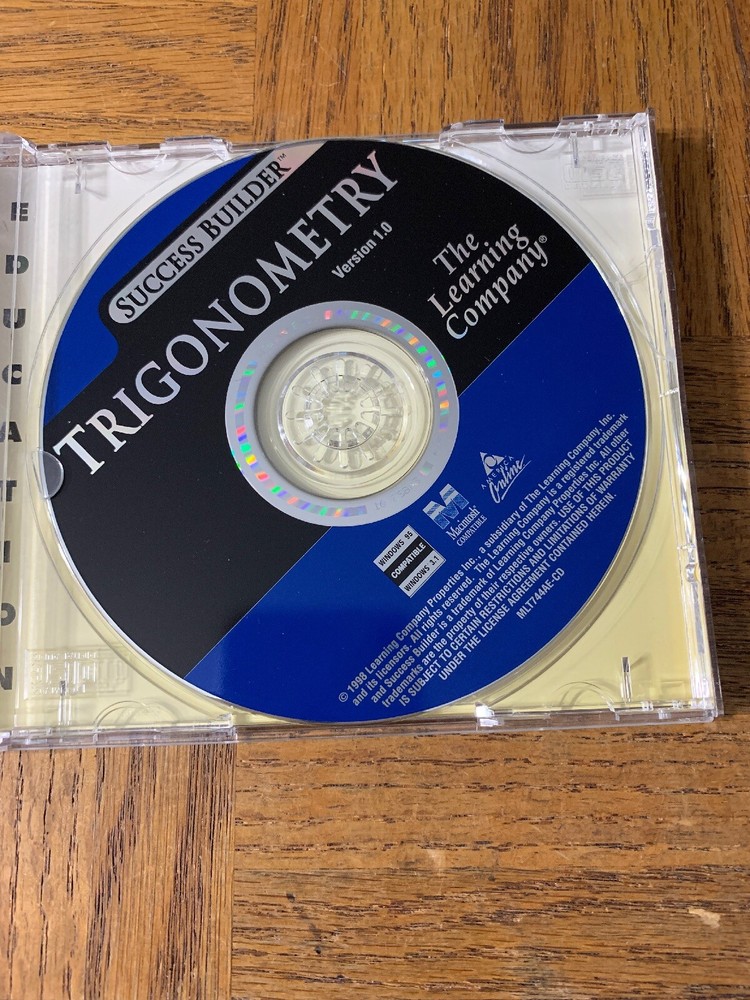 EDUCATION
SUCCESS BUILDER™
TRIGONOMETRY
Version 1.0
The
Learning
Company®
WINDOWS 95
COMPATIBLE
WINDOWS 3.1
Macintosh
COMPATIBLE
AMERICA
Online
© 1998 Learning Company Properties Inc., a subsidiary of The Learning Company, Inc.
and its licensors. All rights reserved. The Learning Company is a registered trademark
and Success Builder is a trademark of Learning Company Properties Inc. All other
trademarks are the property of their respective owners. USE OF THIS PRODUCT
IS SUBJECT TO CERTAIN RESTRICTIONS AND LIMITATIONS OF WARRANTY
UNDER THE LICENSE AGREEMENT CONTAINED HEREIN.
MLT7444E-CD